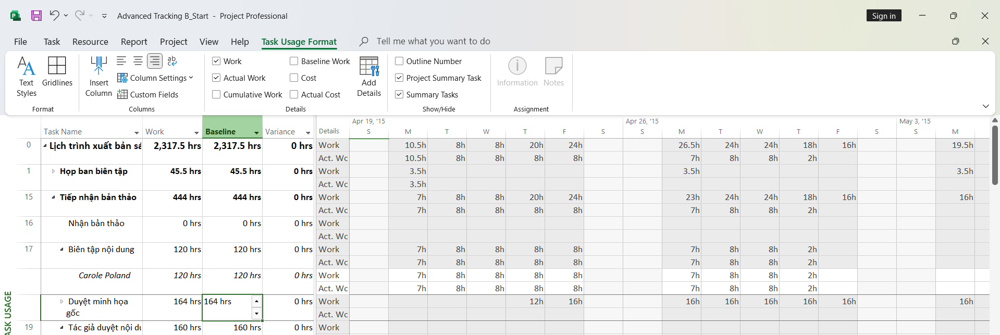 Advanced Tracking B_Start - Project Professional
Sign in
File Task Resource Report Project View Help Task Usage Format Tell me what you want to do
Text Styles
Gridlines
Format
Insert Column
Column Settings
Custom Fields
Columns
Work
Actual Work
Cumulative Work
Baseline Work
Cost
Actual Cost
Add Details
Details
Outline Number
Project Summary Task
Summary Tasks
Show/Hide
Information
Notes
Assignment
Apr 19, '15 Apr 26, '15 May 3, '15
Task Name Work Baseline Variance Details S M T W T F S S M T W T F S S M
0 Lịch trình xuất bản sá 2,317.5 hrs 2,317.5 hrs 0 hrs Work 10.5h 8h 8h 20h 24h 26.5h 24h 24h 18h 16h 19.5h
Act. Wc 10.5h 8h 8h 8h 8h 7h 8h 8h 2h
1 Họp ban biên tập 45.5 hrs 45.5 hrs 0 hrs Work 3.5h 3.5h 3.5h
Act. Wc 3.5h
15 Tiếp nhận bản thảo 444 hrs 444 hrs 0 hrs Work 7h 8h 8h 20h 24h 23h 24h 24h 18h 16h 16h
Act. Wc 7h 8h 8h 8h 8h 7h 8h 8h 2h
16 Nhận bản thảo 0 hrs 0 hrs 0 hrs Work
Act. Wc
17 Biên tập nội dung 120 hrs 120 hrs 0 hrs Work 7h 8h 8h 8h 8h 7h 8h 8h 2h
Act. Wc 7h 8h 8h 8h 8h 7h 8h 8h 2h
Carole Poland 120 hrs 120 hrs 0 hrs Work 7h 8h 8h 8h 8h 7h 8h 8h 2h
Act. Wc 7h 8h 8h 8h 8h 7h 8h 8h 2h
Duyệt minh họa 164 hrs 164 hrs 0 hrs Work 12h 16h 16h 16h 16h 16h 16h 16h
gốc Act. Wc
19 Tác giả duyệt nội dụ 160 hrs 160 hrs 0 hrs Work
ASK USAGE